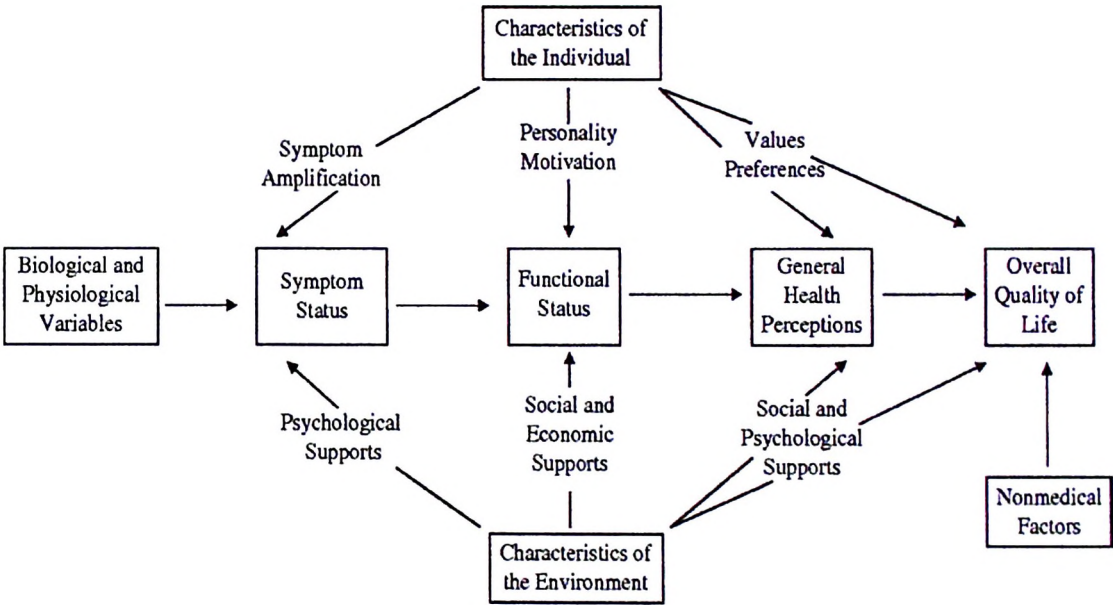 Characteristics of
the Individual
Symptom
Amplification
Personality
Motivation
Values
Preferences
Biological and
Physiological
Variables
Symptom
Status
Functional
Status
General
Health
Perceptions
Overall
Quality of
Life
Psychological
Supports
Social and
Economic
Supports
Social and
Psychological
Supports
Nonmedical
Factors
Characteristics of
the Environment